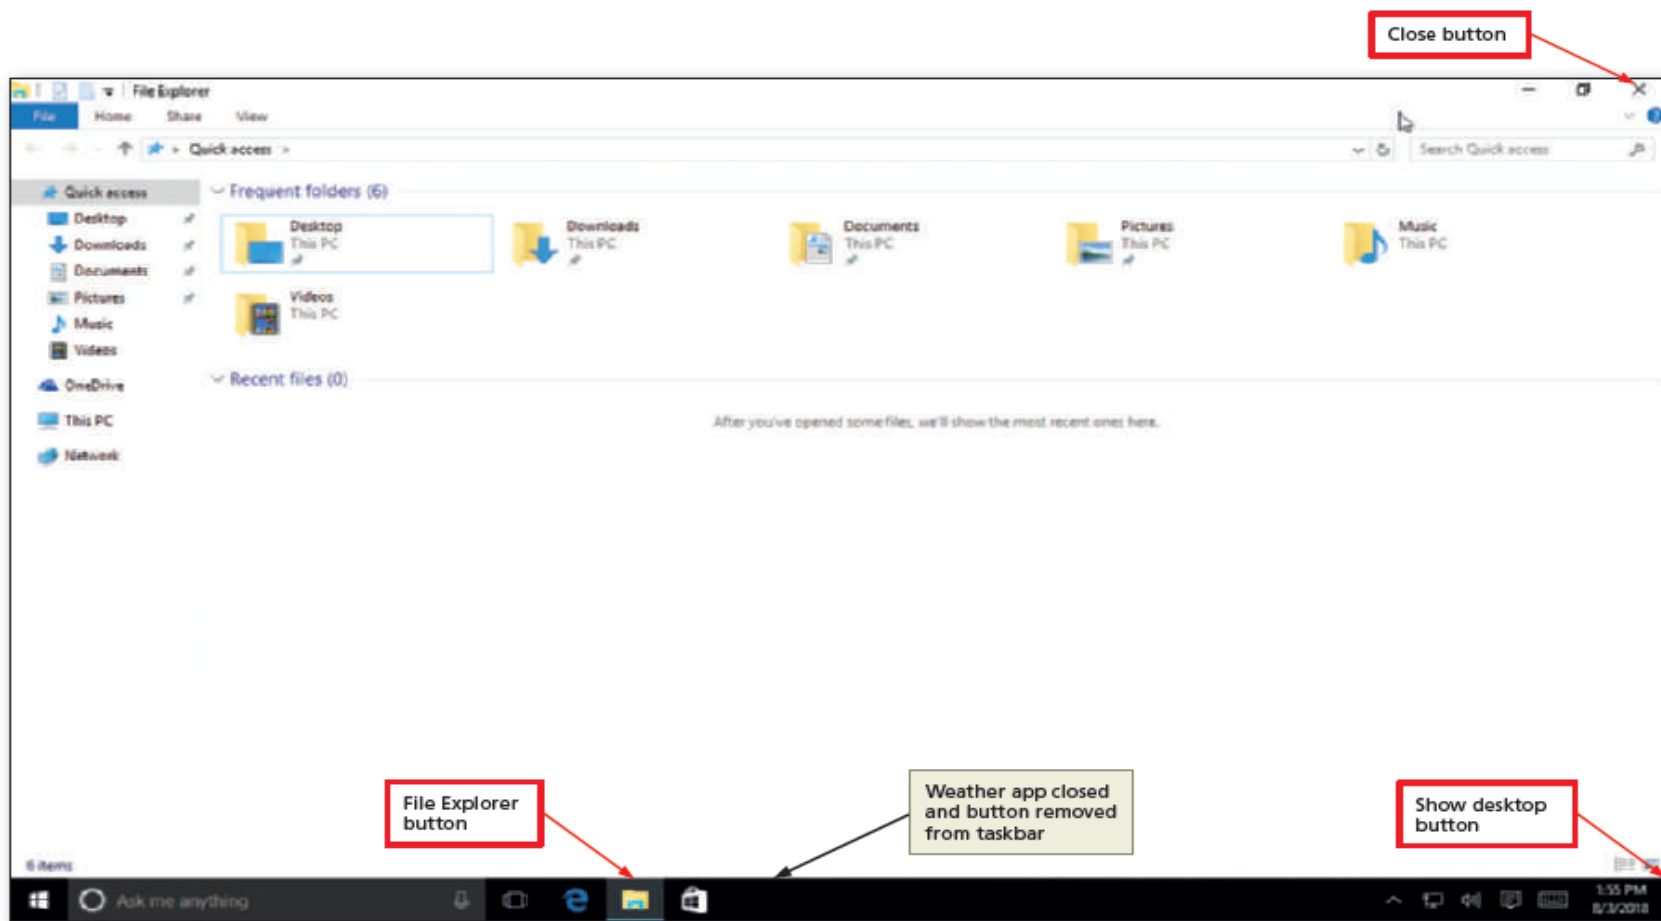 Close button
File Explorer
File Home Share View
Quick access
Search Quick access
Quick access
Desktop
Downloads
Documents
Pictures
Music
Videos
OneDrive
This PC
Network
Frequent folders (6)
Desktop
This PC
Downloads
This PC
Documents
This PC
Pictures
This PC
Music
This PC
Videos
This PC
Recent files (0)
After you've opened some files, we'll show the most recent ones here.
File Explorer
button
Weather app closed
and button removed
from taskbar
Show desktop
button
6 items
Ask me anything
1:55 PM
8/3/2018